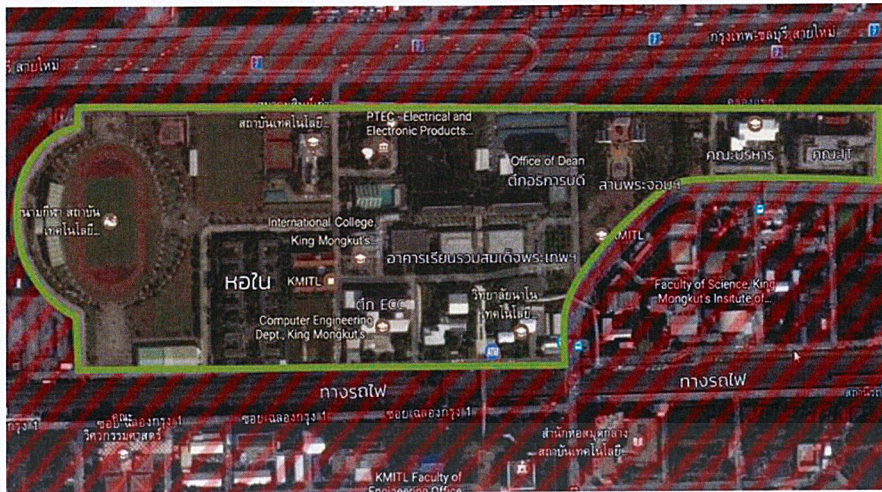 กรุงเทพ-ชลบุรี สายใหม่
รี สายใหม่
สถาบันเทคโนโลยี...
PTEC - Electrical and
Electronic Products...
Office of Dean
ตึกอธิการบดี
ลานพระจอมฯ
คณะบริหาร
คณะIT
นามกีฬา สถาบัน
เทคโนโลยี...
International College,
King Mongkut's...
KMITL
อาคารเรียนรวมสมเด็จพระเทพฯ
หอใน
KMITL
ตึก ECC
วิทยาลัยนาโน
เทคโนโลยี...
Faculty of Science, King
Mongkut's Insitute of...
Computer Engineering
Dept., King Mongkut's...
ATM
ทางรถไฟ
ทางรถไฟ
ซอยฉลองกรุง 1
ซอยฉลองกรุง 1
ซอยฉลองกรุง 1
คณะ
วิศวกรรมศาสตร์
สำนักหอสมุดกลาง
สถาบันเทคโนโลยี...
KMITL Faculty of
Engineering Office